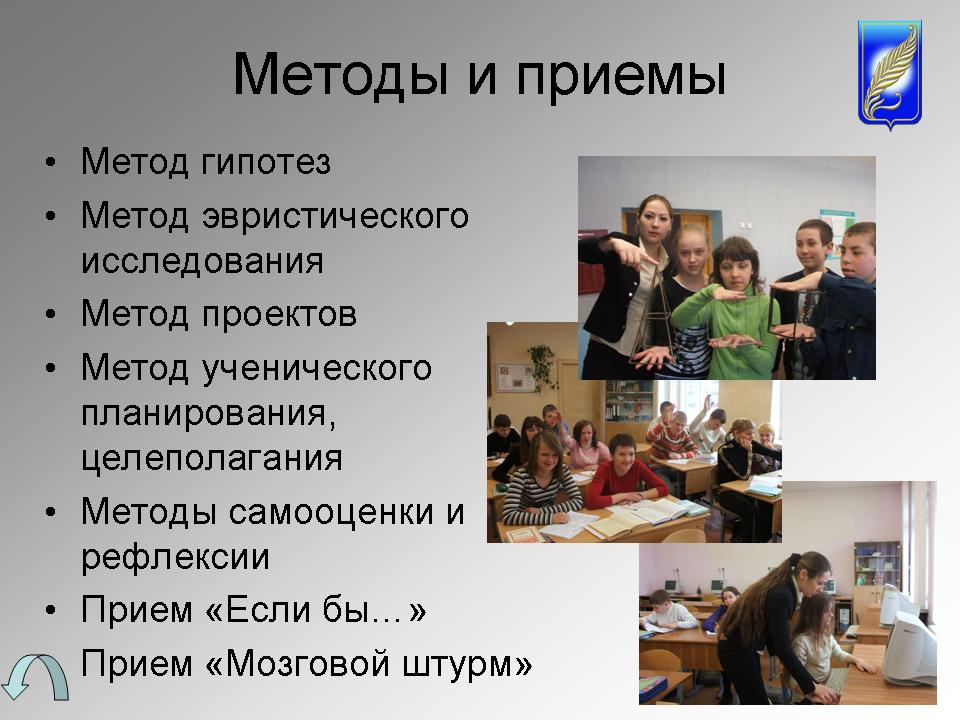 Методы и приемы
• Метод гипотез
• Метод эвристического
исследования
• Метод проектов
• Метод ученического
планирования,
целеполагания
• Методы самооценки и
рефлексии
• Прием «Если бы…»
Прием «Мозговой штурм»